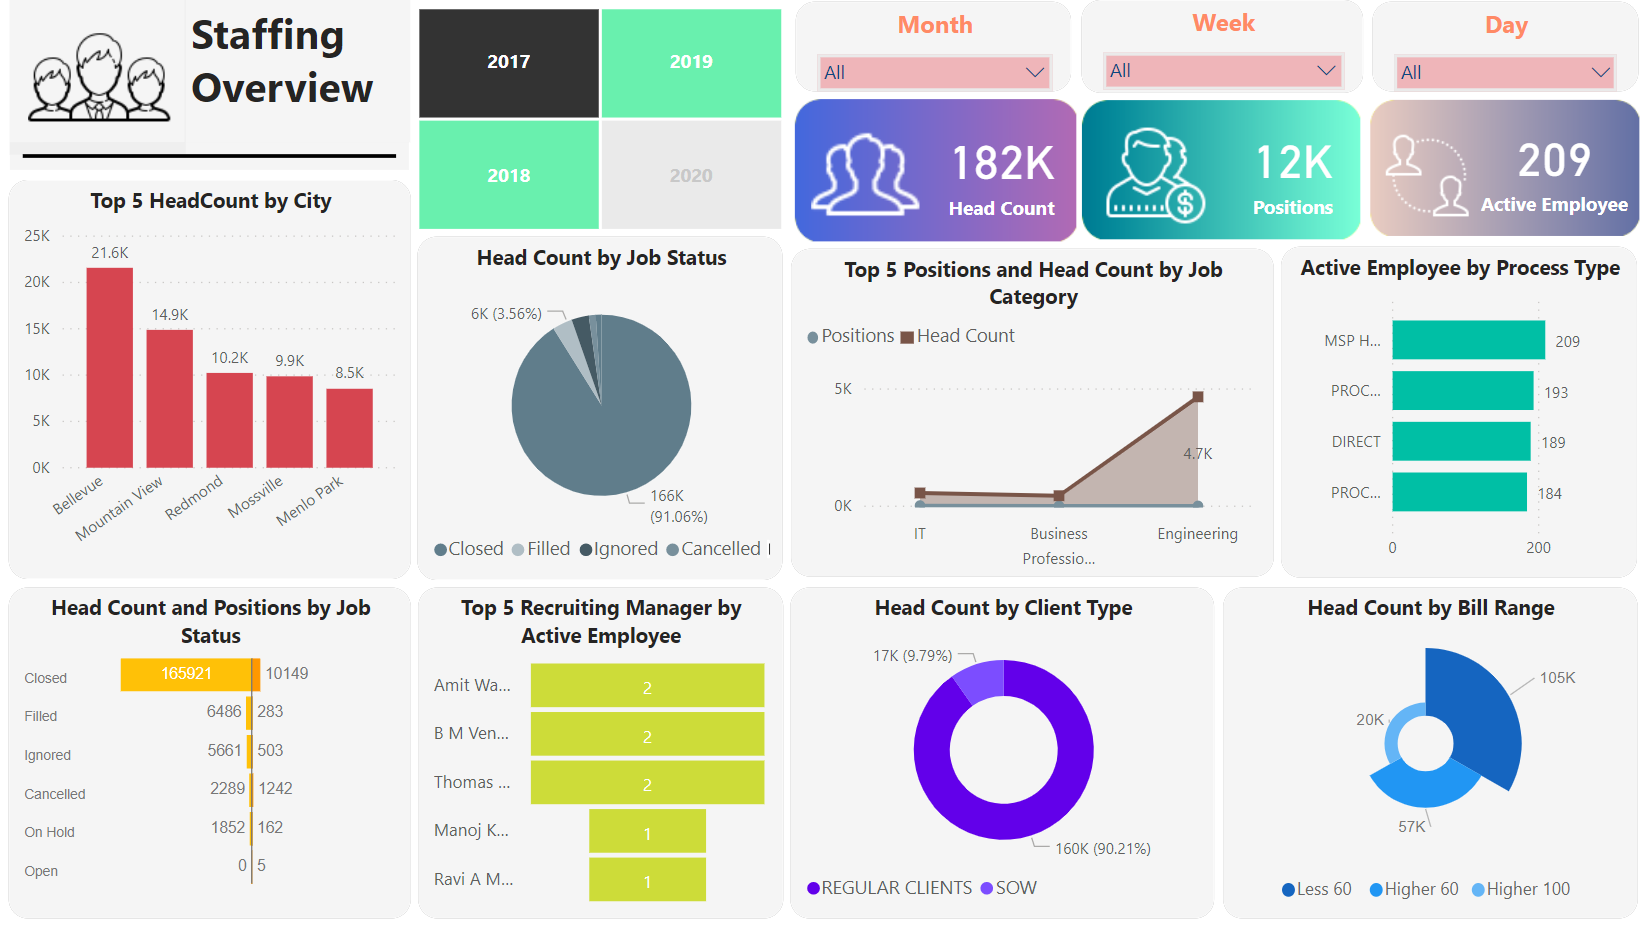 Staffing
Overview
2017
2019
2018
2020
Month
All
Week
All
Day
All
182K
Head Count
12K
Positions
209
Active Employee
Top 5 HeadCount by City
25K
20K
15K
10K
5K
0K
21.6K
14.9K
10.2K
9.9K
8.5K
Bellevue
Mountain View
Redmond
Mossville
Menlo Park
Head Count by Job Status
6K (3.56%)
166K
(91.06%)
Closed Filled Ignored Cancelled
Top 5 Positions and Head Count by Job
Category
Positions Head Count
5K
0K
4.7K
IT
Business
Professio...
Engineering
Active Employee by Process Type
MSP H... 209
PROC... 193
DIRECT 189
PROC... 184
0 200
Head Count and Positions by Job
Status
Closed 165921 10149
Filled 6486 283
Ignored 5661 503
Cancelled 2289 1242
On Hold 1852 162
Open 0 5
Top 5 Recruiting Manager by
Active Employee
Amit Wa... 2
B M Ven... 2
Thomas ... 2
Manoj K... 1
Ravi A M... 1
Head Count by Client Type
17K (9.79%)
160K (90.21%)
REGULAR CLIENTS SOW
Head Count by Bill Range
105K
20K
57K
Less 60 Higher 60 Higher 100